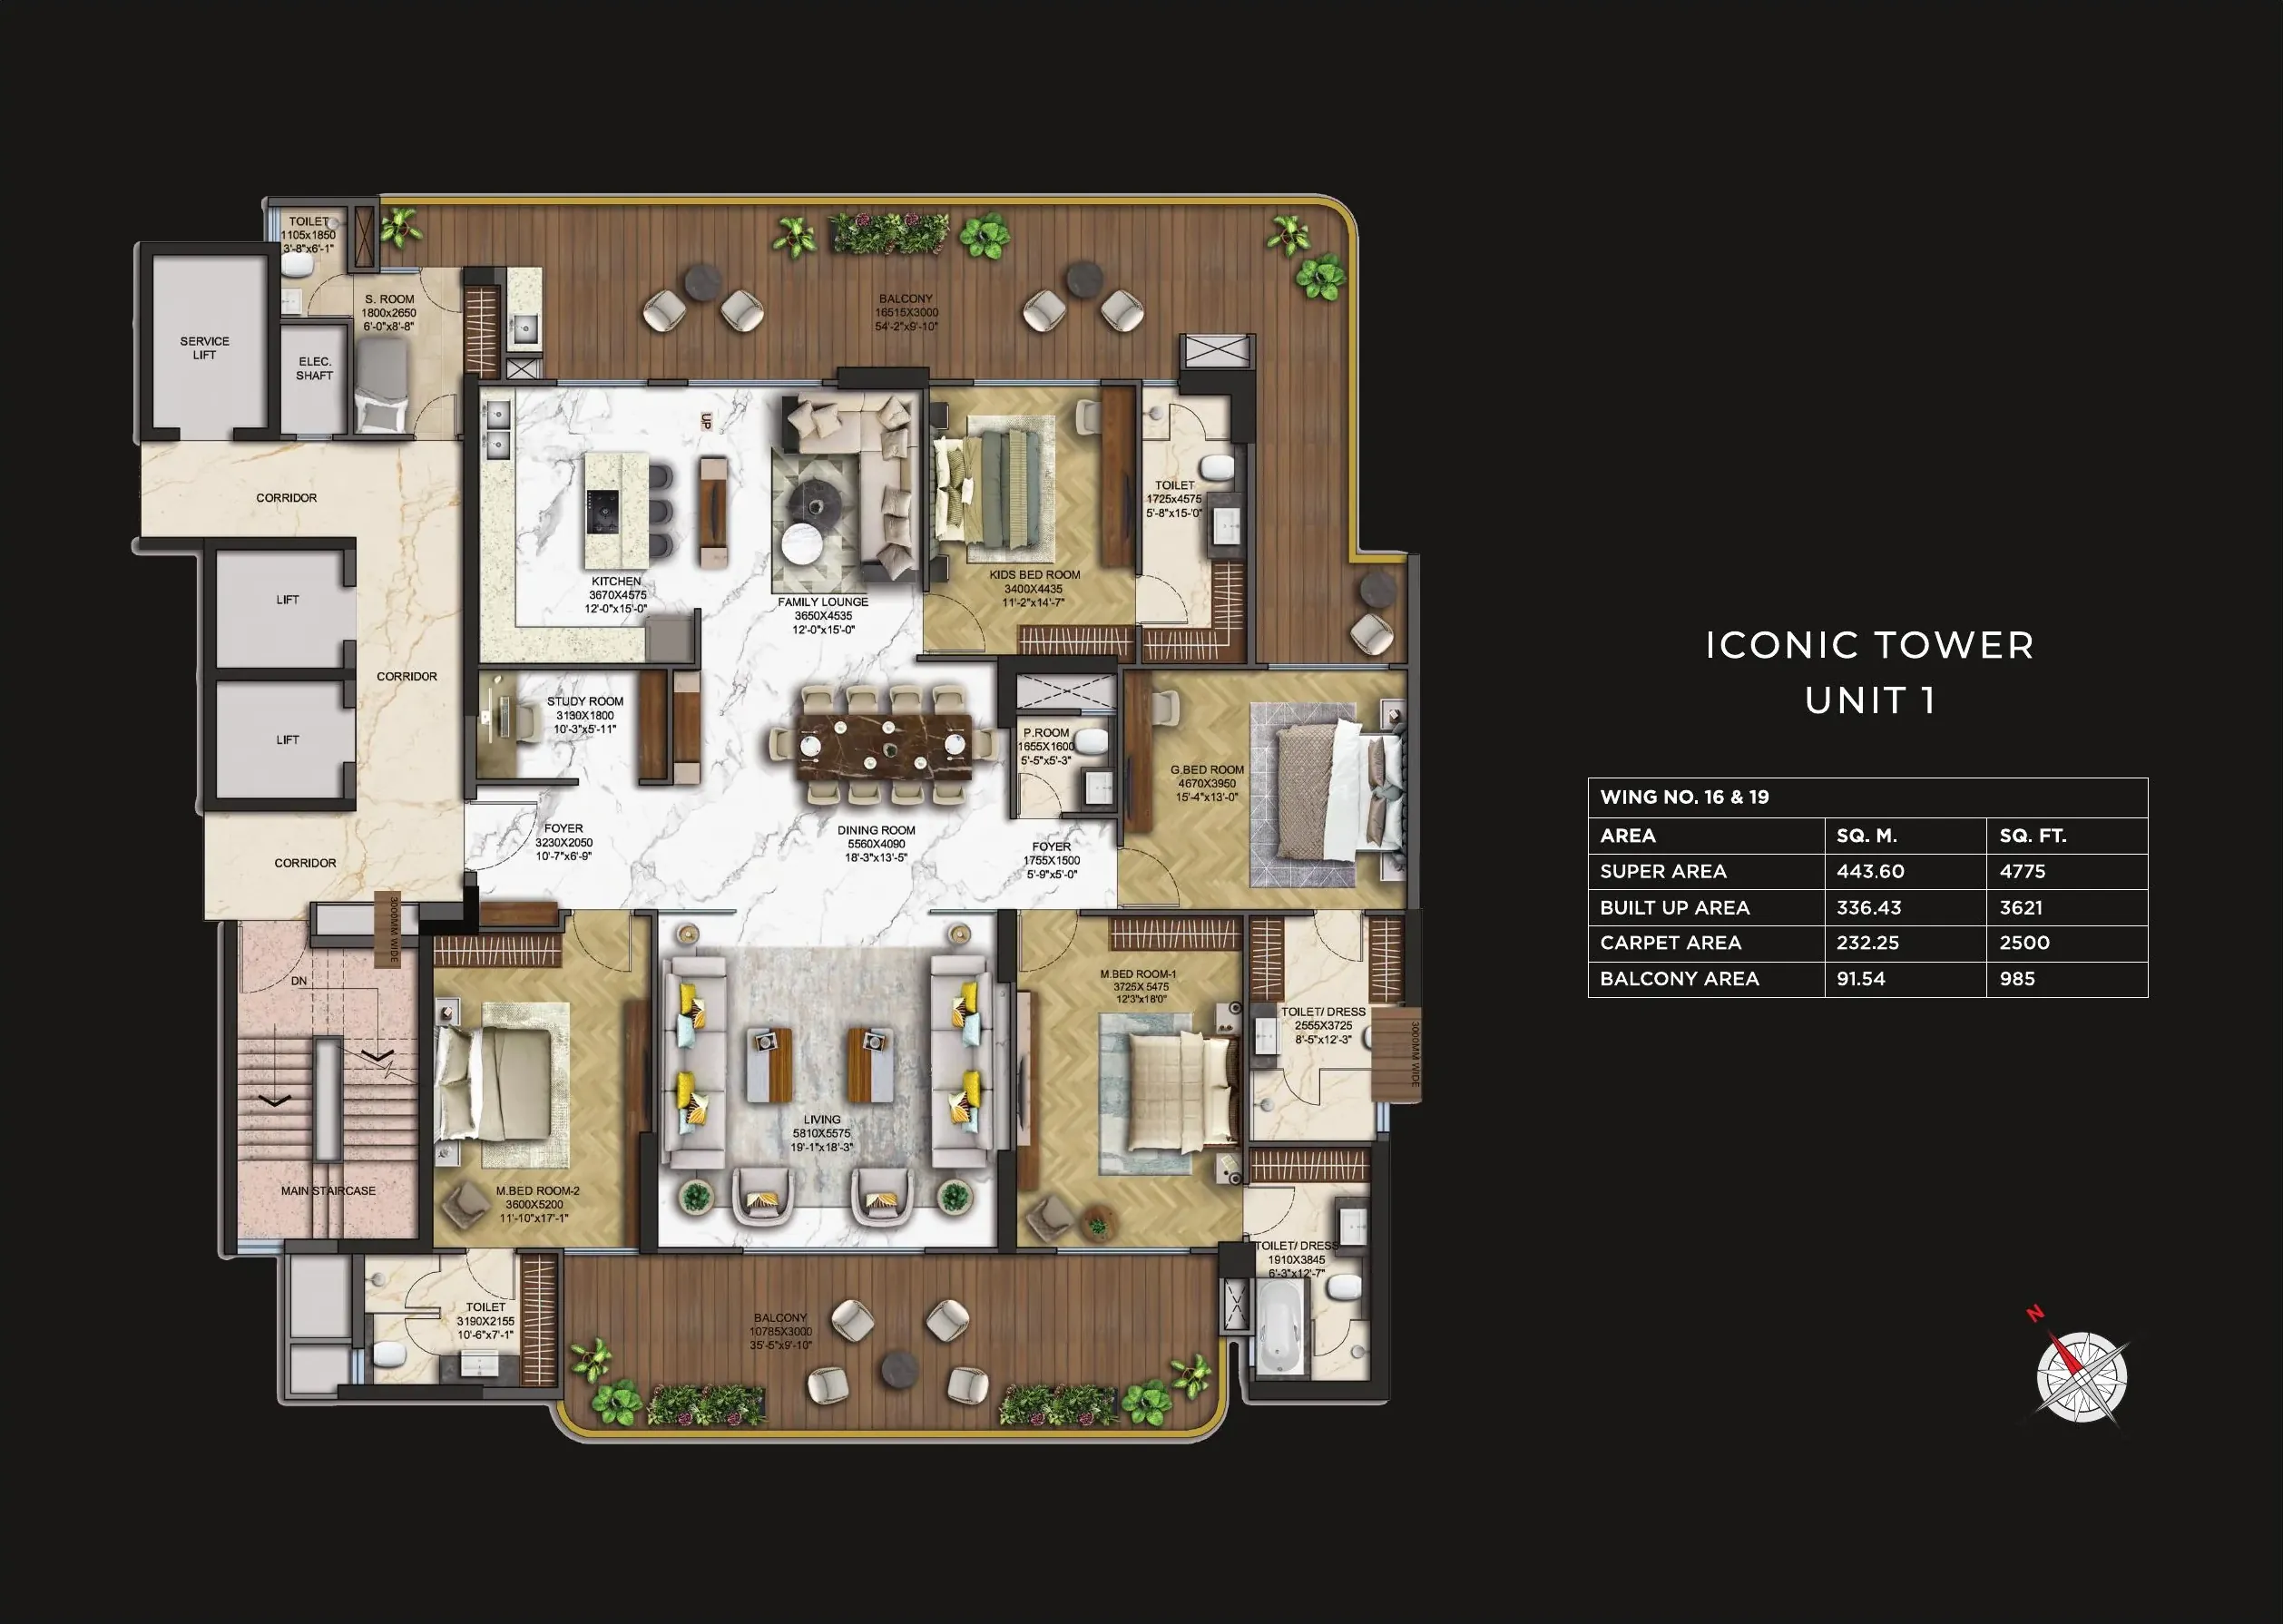 TOILET
1105x1850
3'-8"x6'-1"
S. ROOM
1800x2650
6'-0"x8'-8"
SERVICE
LIFT
ELEC.
SHAFT
BALCONY
16515X3000
54'-2"x9'-10"
UP
CORRIDOR
KITCHEN
3670X4575
12'-0"x15'-0"
FAMILY LOUNGE
3650X4535
12'-0"x15'-0"
KIDS BED ROOM
3400X4435
11'-2"x14'-7"
TOILET
1725x4575
5'-8"x15'-0"
LIFT
CORRIDOR
LIFT
STUDY ROOM
3130X1800
10'-3"x5'-11"
P.ROOM
1655X1600
5'-5"x5'-3"
G.BED ROOM
4670X3950
15'-4"x13'-0"
CORRIDOR
FOYER
3230X2050
10'-7"x6'-9"
DINING ROOM
5560X4090
18'-3"x13'-5"
FOYER
1755X1500
5'-9"x5'-0"
3000MM WIDE
DN
MAIN STAIRCASE
M.BED ROOM-2
3600X5200
11'-10"x17'-1"
LIVING
5810X5575
19'-1"x18'-3"
M.BED ROOM-1
3725X 5475
12'3"x18'0"
TOILET/ DRESS
2555X3725
8'-5"x12'-3"
3000MM WIDE
TOILET/ DRESS
1910X3845
6'-3"x12'-7"
TOILET
3190X2155
10'-6"x7'-1"
BALCONY
10785X3000
35'-5"x9'-10"
ICONIC TOWER
UNIT 1
WING NO. 16 & 19
AREA SQ. M. SQ. FT.
SUPER AREA 443.60 4775
BUILT UP AREA 336.43 3621
CARPET AREA 232.25 2500
BALCONY AREA 91.54 985
N